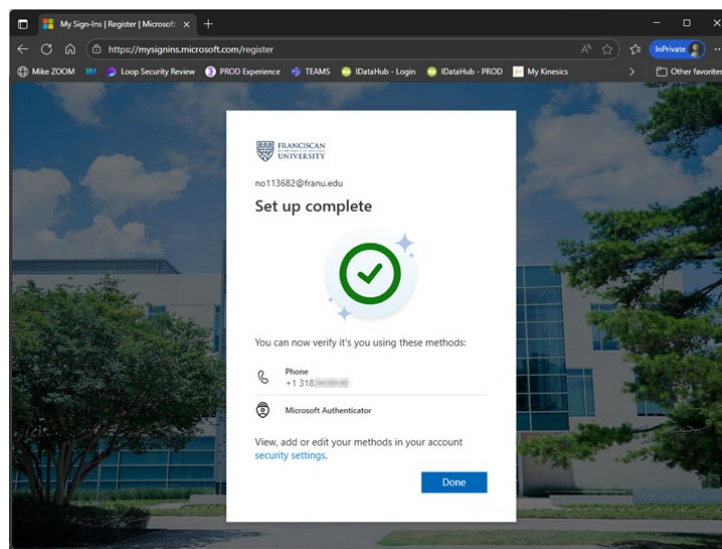 My Sign-Ins | Register | Microsoft
https://mysignins.microsoft.com/register
InPrivate
Mike ZOOM
Loop Security Review
PROD Experience
TEAMS
IDataHub - Login
IDataHub - PROD
My Kinesics
Other favorites
FRANCISCAN
UNIVERSITY
no113682@franu.edu
Set up complete
You can now verify it's you using these methods:
Phone
+1 318
Microsoft Authenticator
View, add or edit your methods in your account
security settings.
Done